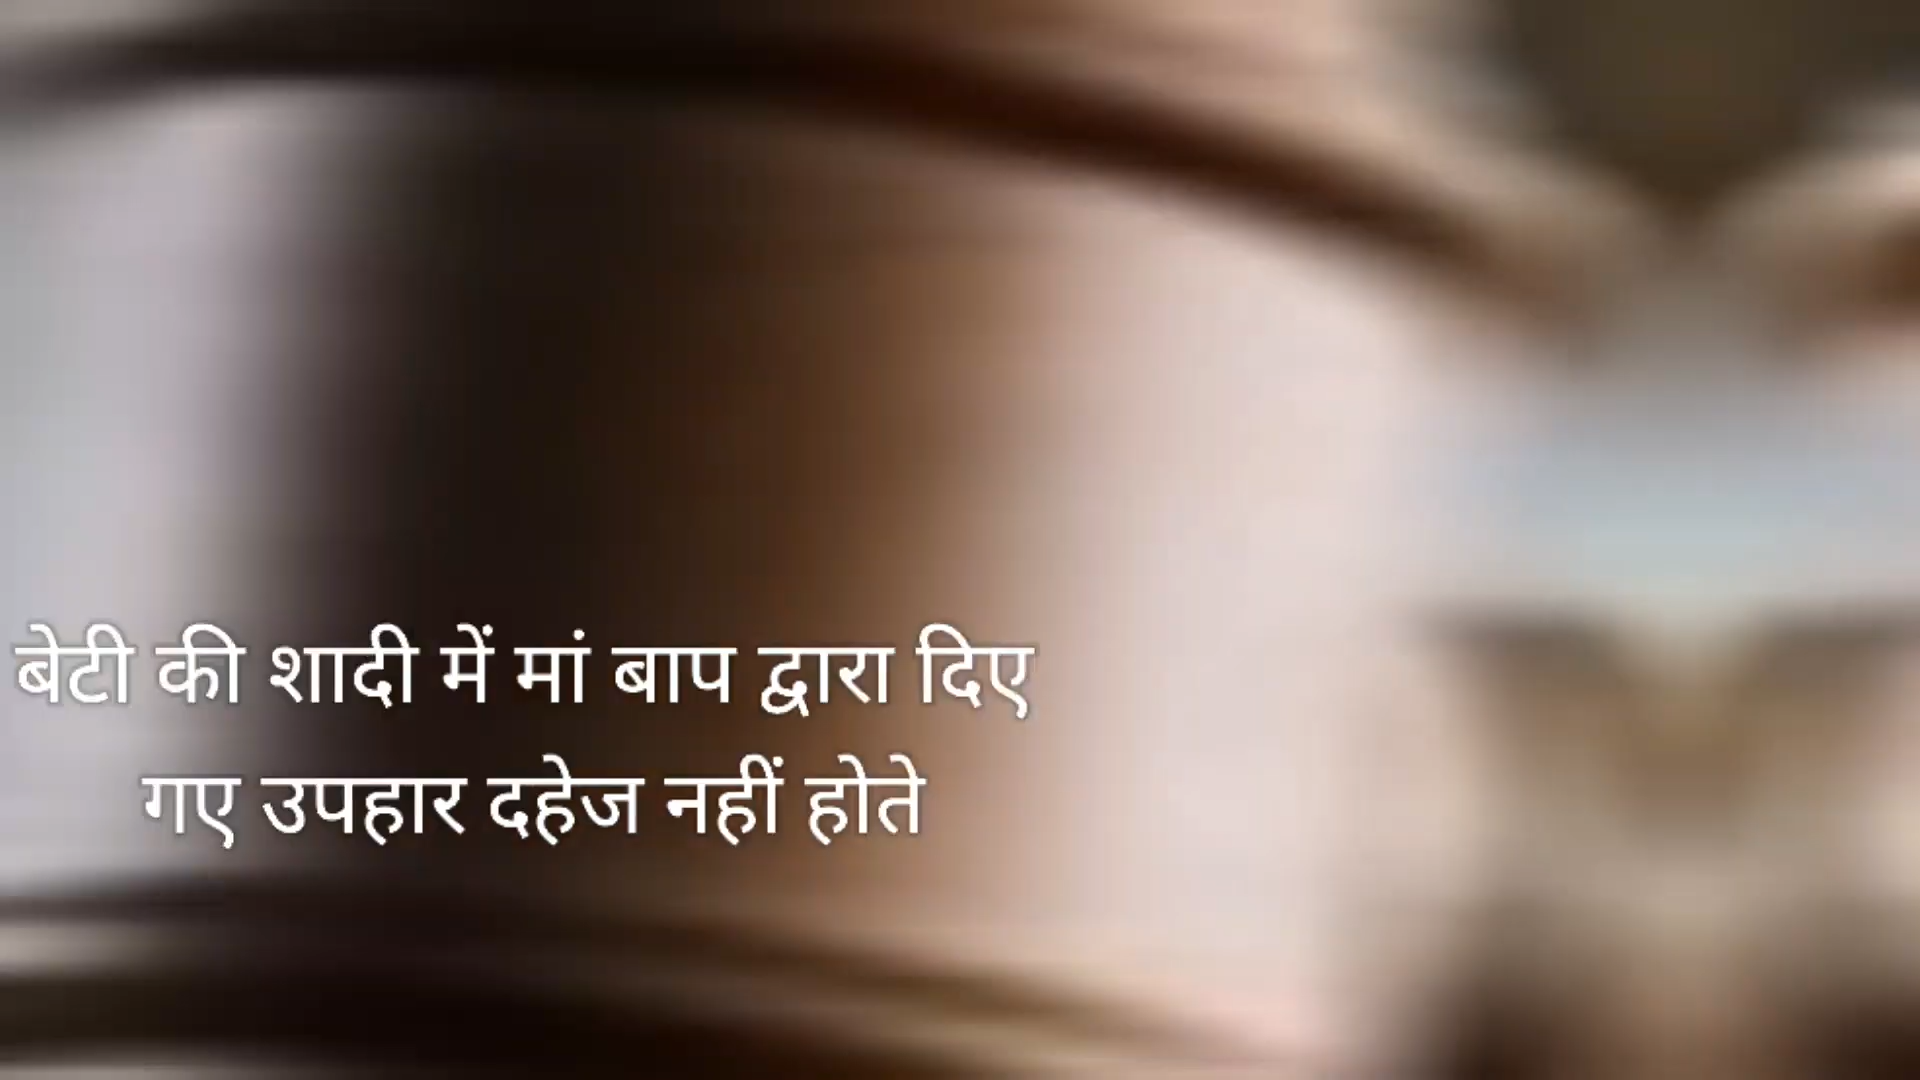 बेटी की शादी में मां बाप द्वारा दिए
गए उपहार दहेज नहीं होते